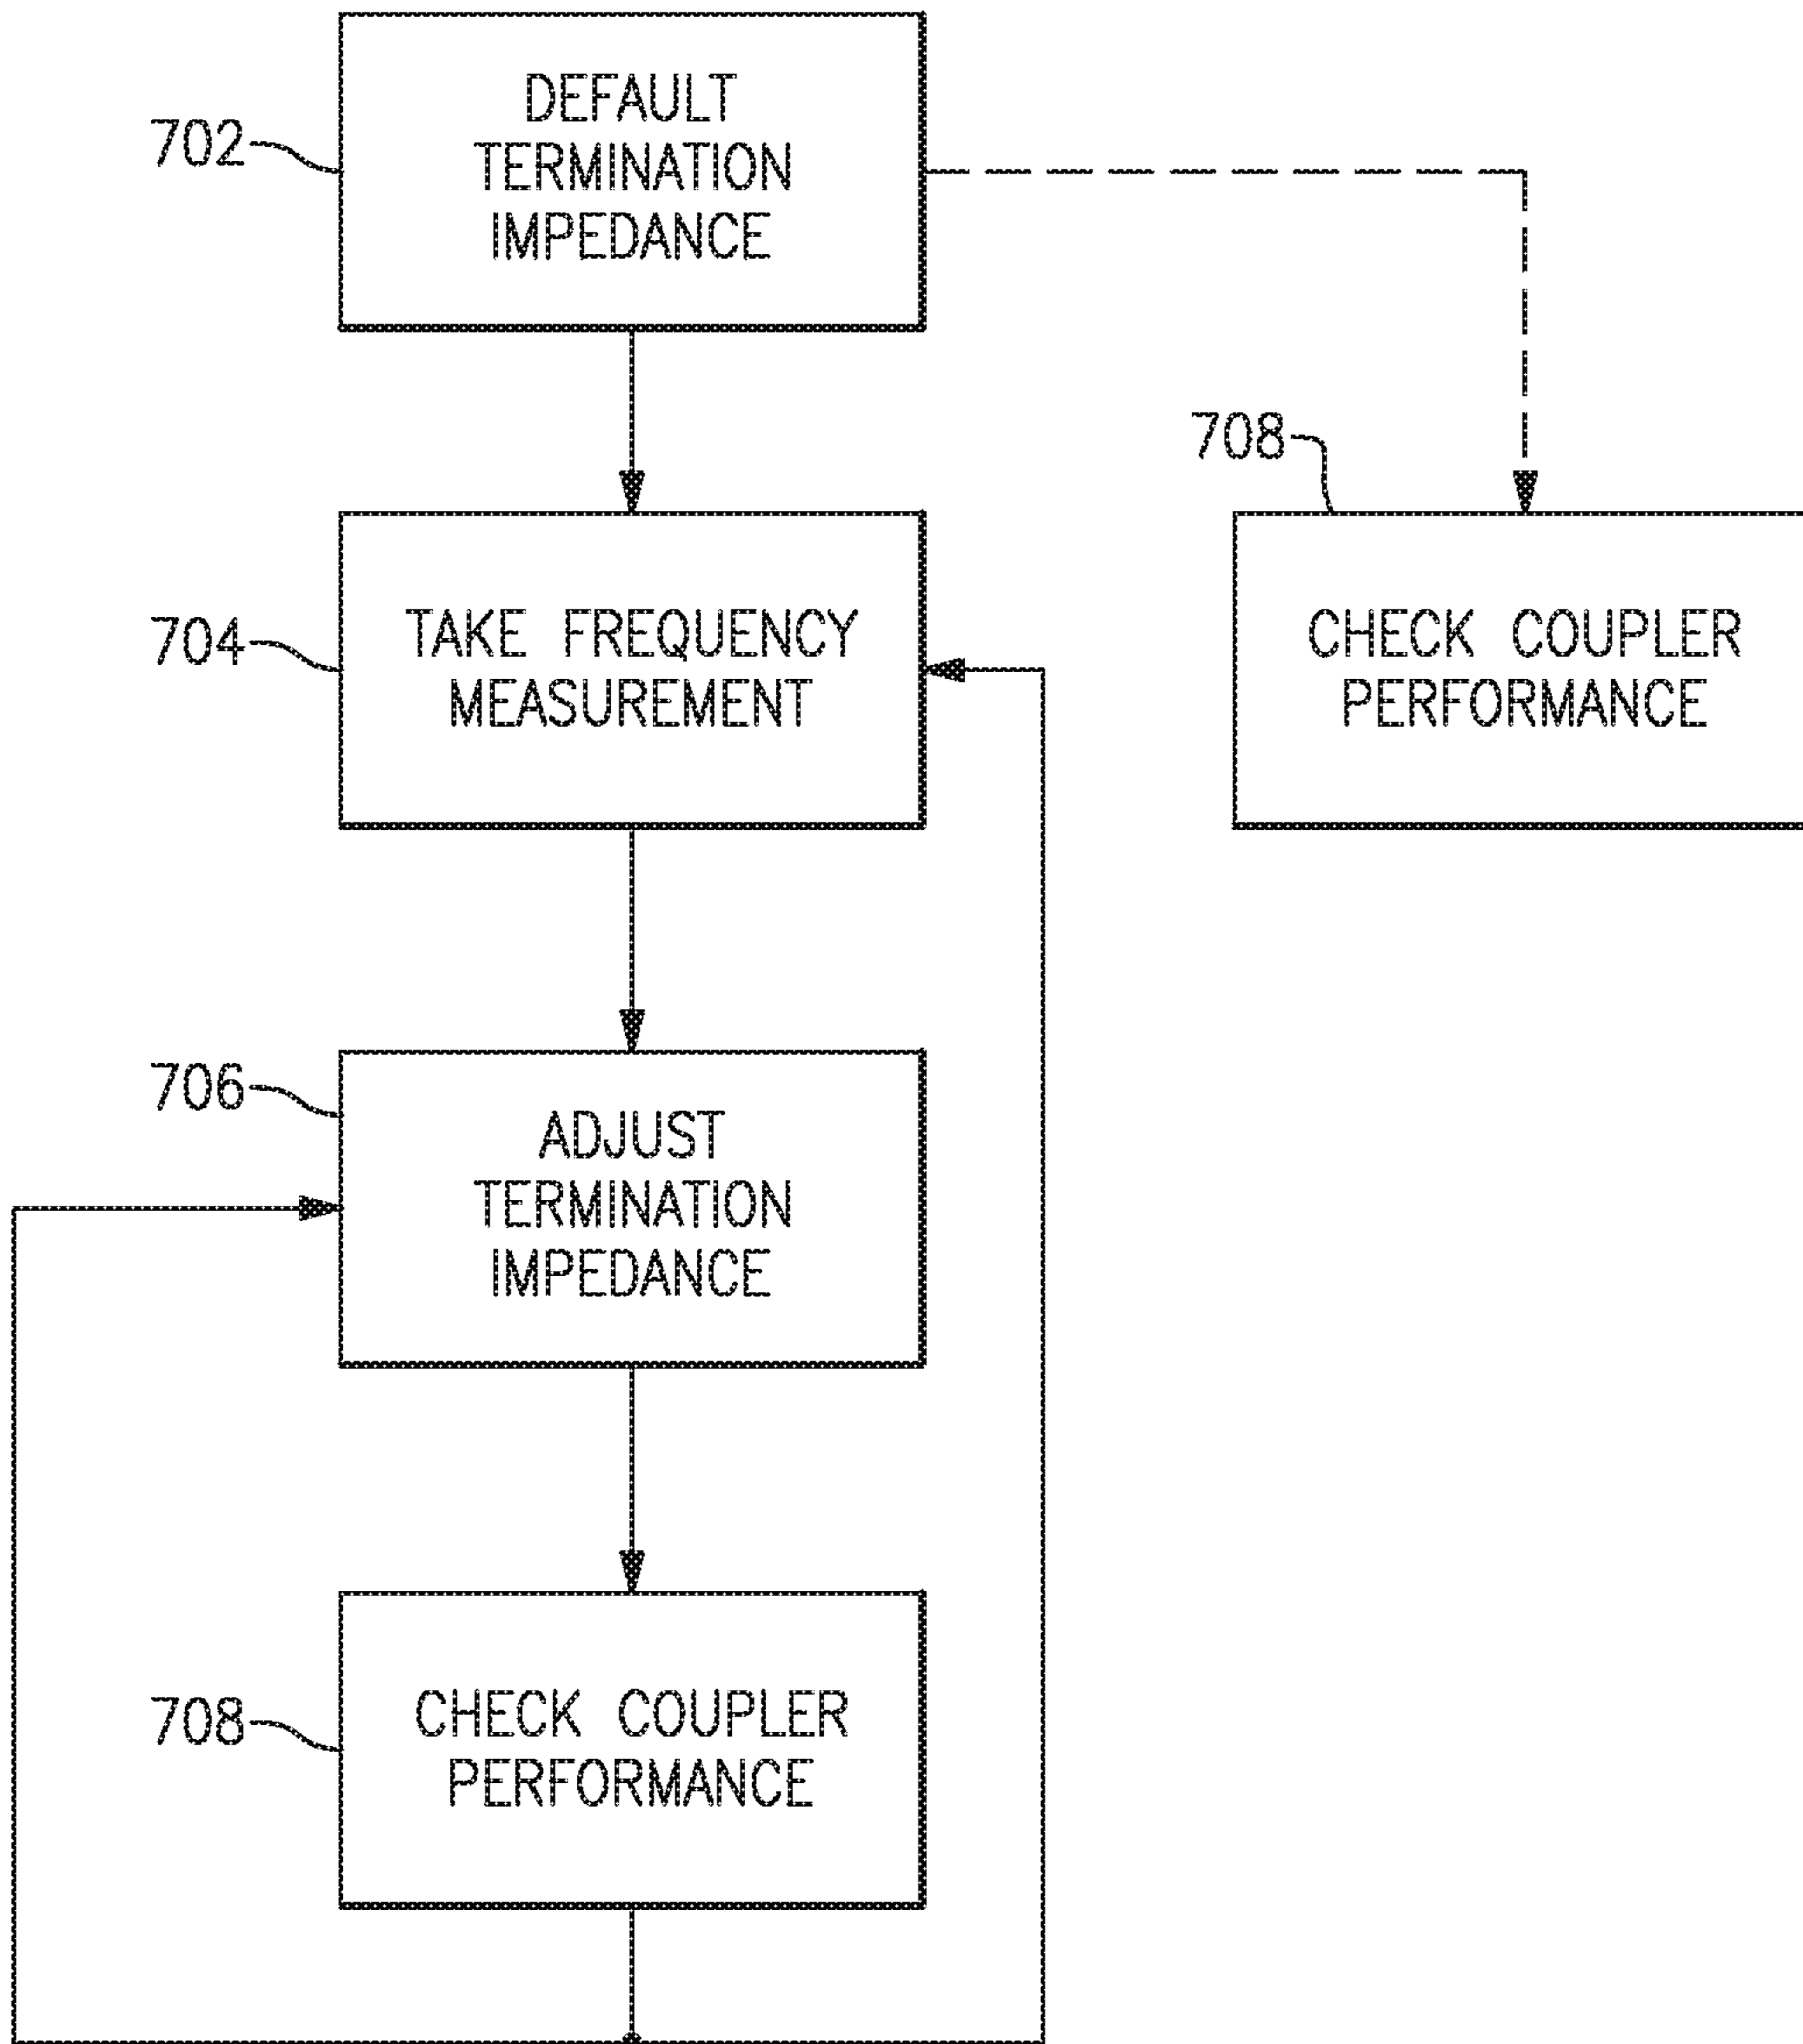 702
DEFAULT
TERMINATION
IMPEDANCE
708
704
TAKE FREQUENCY
MEASUREMENT
CHECK COUPLER
PERFORMANCE
706
ADJUST
TERMINATION
IMPEDANCE
708
CHECK COUPLER
PERFORMANCE